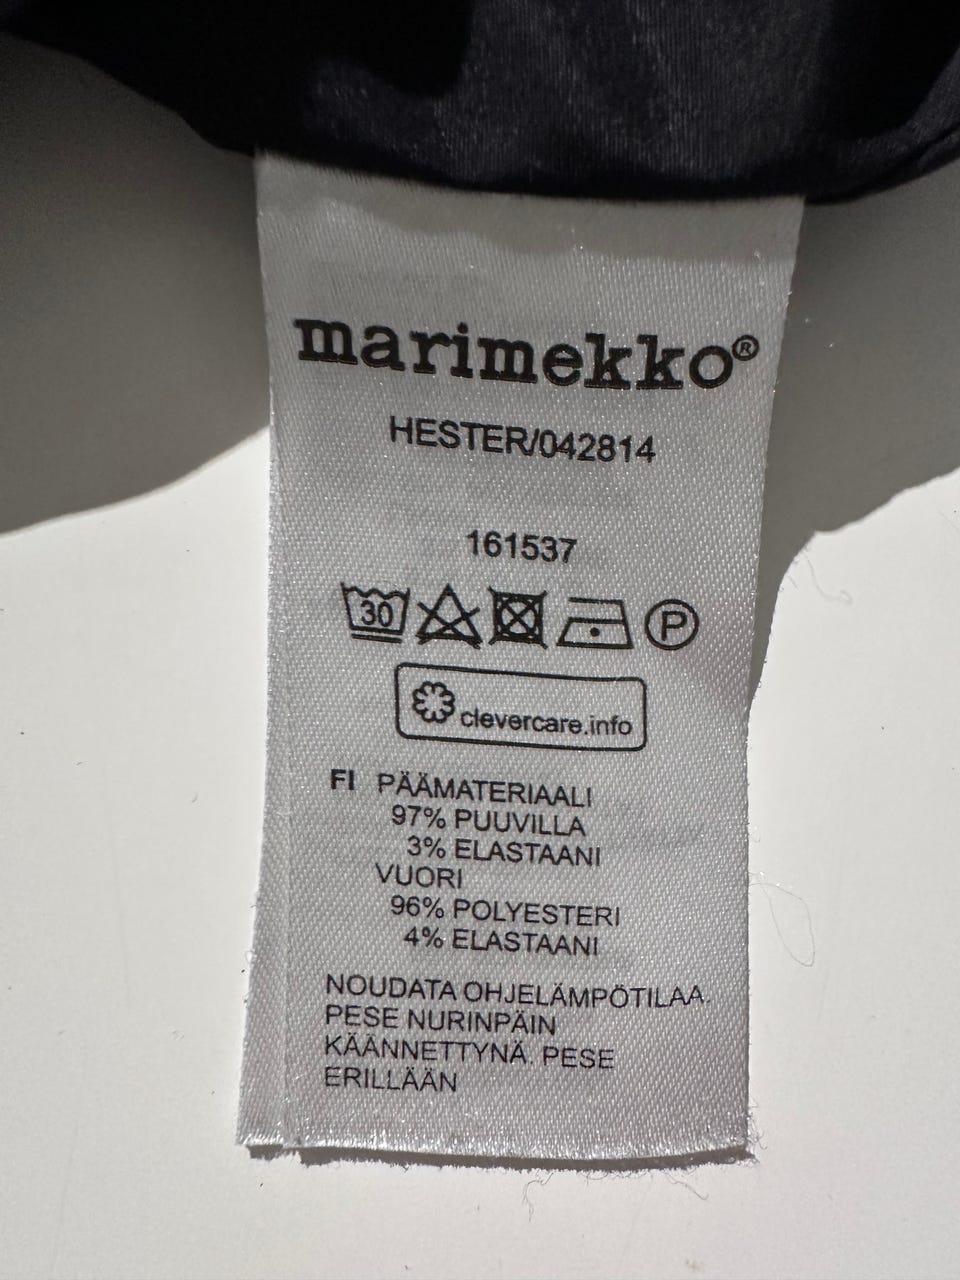 marimekko®
HESTER/042814
161537
30 P
clevercare.info
FI PÄÄMATERIAALI
97% PUUVILLA
3% ELASTAANI
VUORI
96% POLYESTERI
4% ELASTAANI
NOUDATA OHJELÄMPÖTILAA.
PESE NURINPÄIN
KÄÄNNETTYNÄ. PESE
ERILLÄÄN